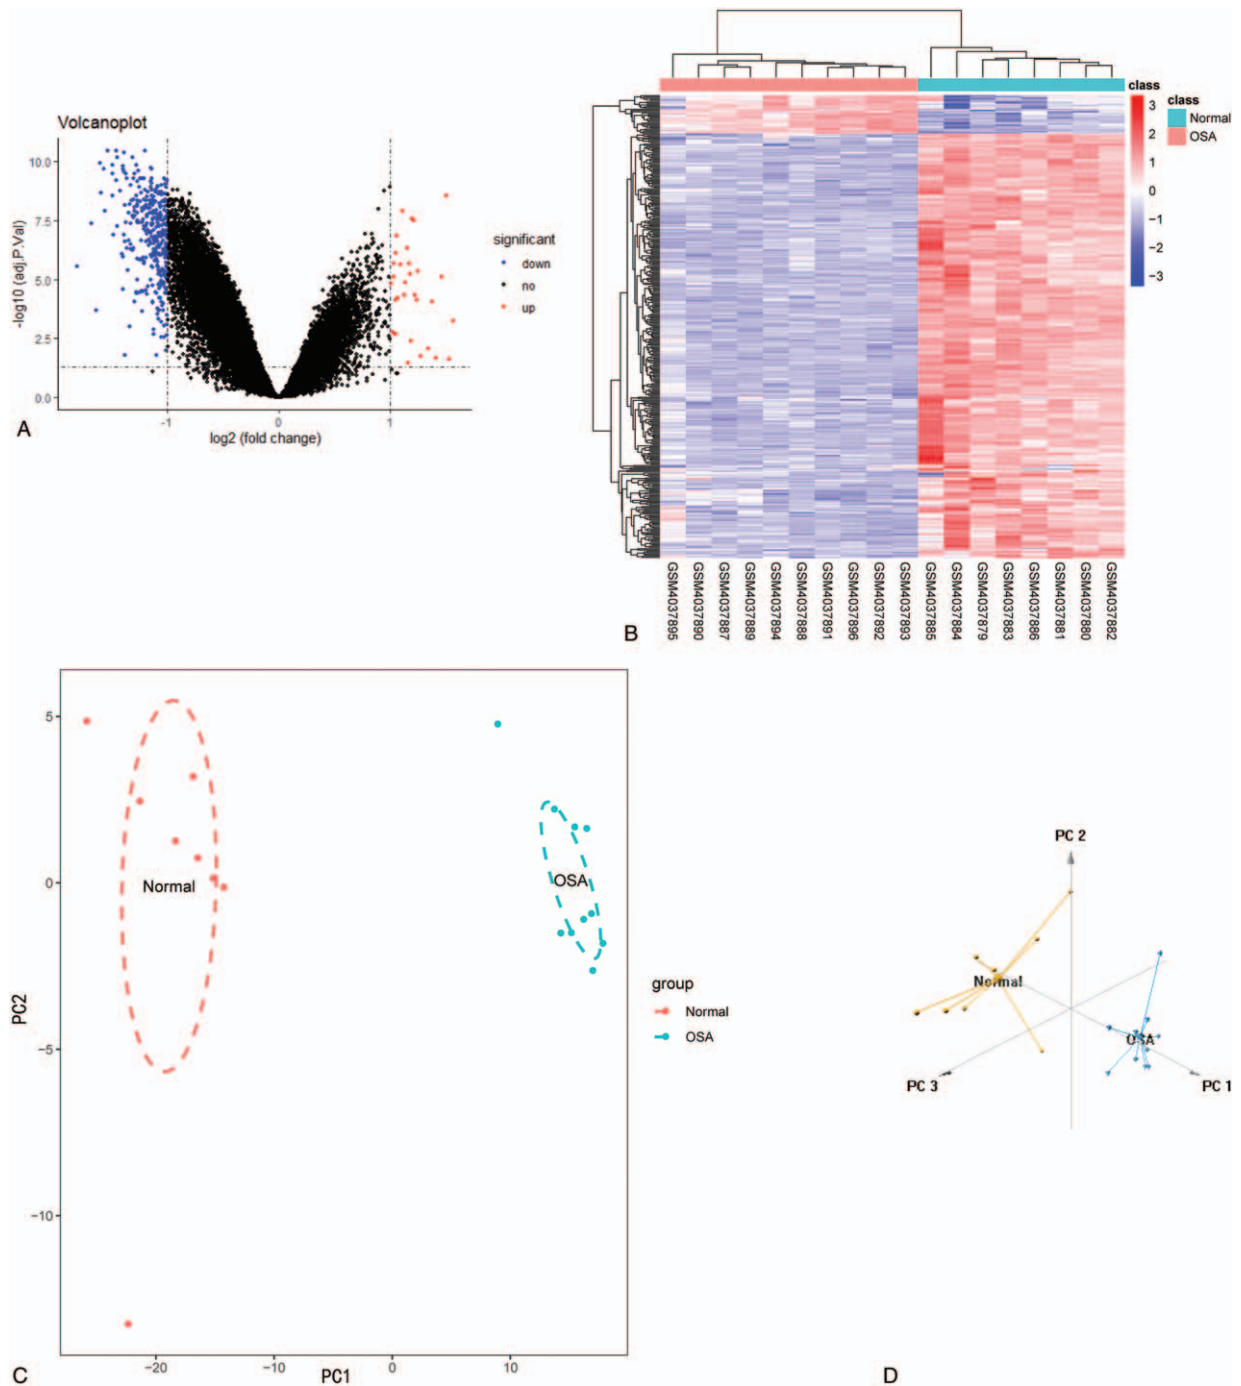 Volcanoplot
10.0
7.5
5.0
2.5
0.0
-log10 (adj.P.Val)
-1
0
1
log2 (fold change)
significant
down
no
up
A
class
3
2
1
0
−1
−2
−3
class
Normal
OSA
GSM4037895
GSM4037890
GSM4037887
GSM4037889
GSM4037894
GSM4037888
GSM4037891
GSM4037896
GSM4037892
GSM4037893
GSM4037885
GSM4037884
GSM4037879
GSM4037883
GSM4037886
GSM4037881
GSM4037880
GSM4037882
B
5
0
−5
−10
PC2
Normal
OSA
−20
−10
0
10
PC1
group
Normal
OSA
C
PC 2
Normal
OSA
PC 3
PC 1
D